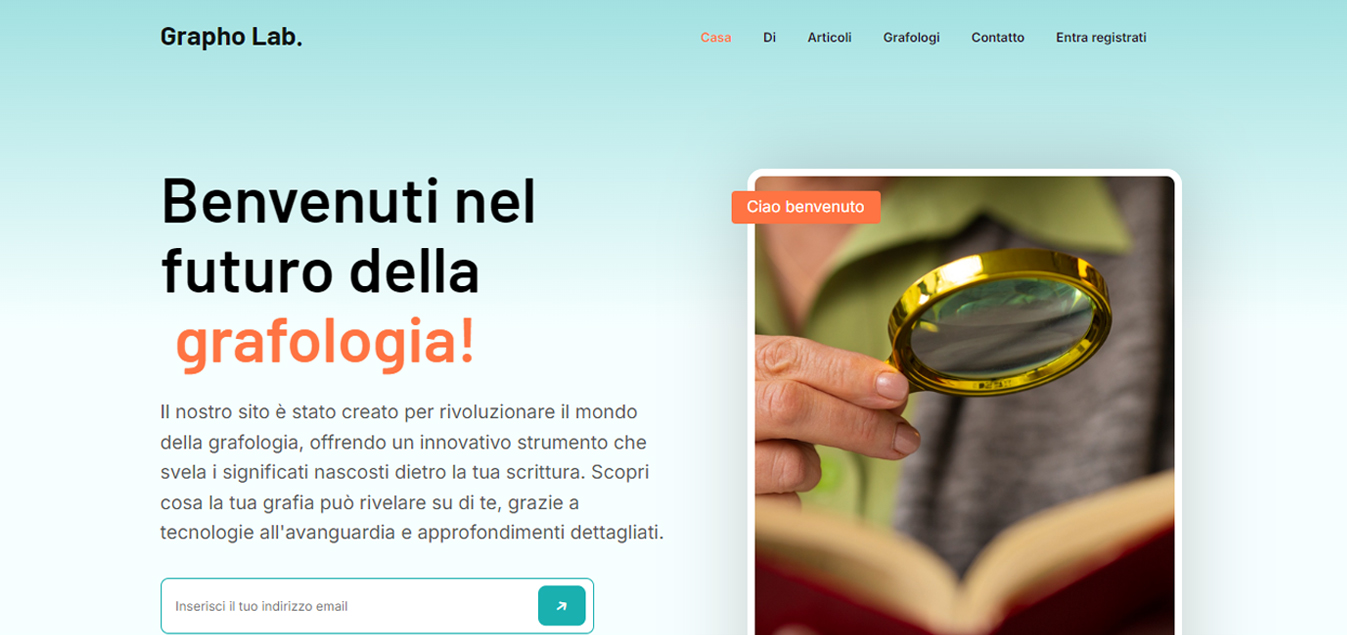 Grapho Lab.
Casa Di Articoli Grafologi Contatto Entra registrati
Benvenuti nel
futuro della
grafologia!
Ciao benvenuto
Il nostro sito è stato creato per rivoluzionare il mondo
della grafologia, offrendo un innovativo strumento che
svela i significati nascosti dietro la tua scrittura. Scopri
cosa la tua grafia può rivelare su di te, grazie a
tecnologie all'avanguardia e approfondimenti dettagliati.
Inserisci il tuo indirizzo email